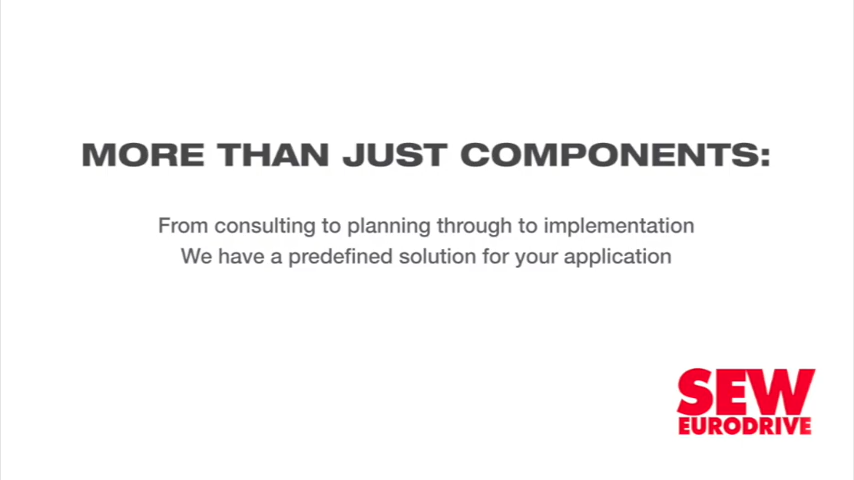 MORE THAN JUST COMPONENTS:
From consulting to planning through to implementation
We have a predefined solution for your application
SEW
EURODRIVE